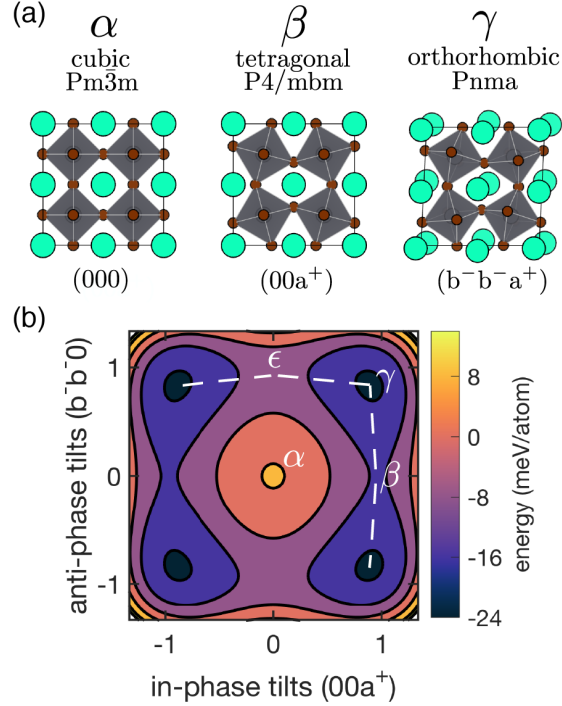 (a)
α β γ
cubic tetragonal orthorhombic
Pm3̄m P4/mbm Pnma
(000) (00a⁺) (b⁻b⁻a⁺)
(b)
anti-phase tilts (b⁻b⁻0)
1
0
-1
ϵ
γ
α
β
-1 0 1
in-phase tilts (00a⁺)
8
0
-8
-16
-24
energy (meV/atom)